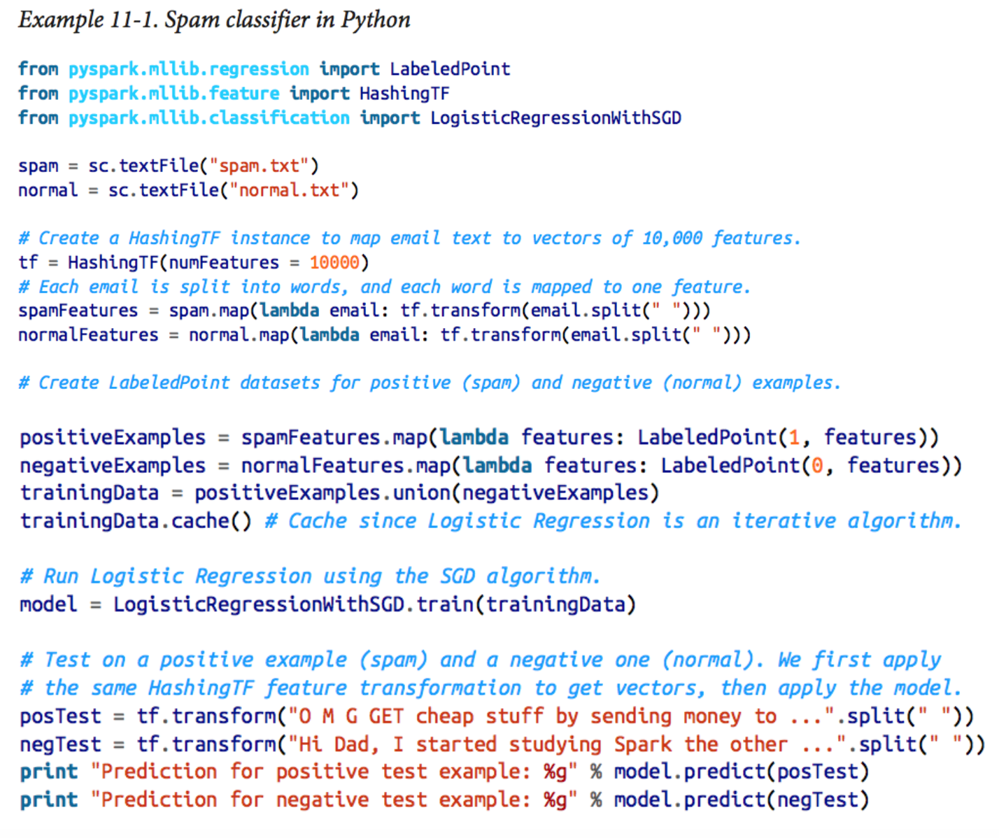 Example 11-1. Spam classifier in Python
from pyspark.mllib.regression import LabeledPoint
from pyspark.mllib.feature import HashingTF
from pyspark.mllib.classification import LogisticRegressionWithSGD
spam = sc.textFile("spam.txt")
normal = sc.textFile("normal.txt")
# Create a HashingTF instance to map email text to vectors of 10,000 features.
tf = HashingTF(numFeatures = 10000)
# Each email is split into words, and each word is mapped to one feature.
spamFeatures = spam.map(lambda email: tf.transform(email.split(" ")))
normalFeatures = normal.map(lambda email: tf.transform(email.split(" ")))
# Create LabeledPoint datasets for positive (spam) and negative (normal) examples.
positiveExamples = spamFeatures.map(lambda features: LabeledPoint(1, features))
negativeExamples = normalFeatures.map(lambda features: LabeledPoint(0, features))
trainingData = positiveExamples.union(negativeExamples)
trainingData.cache() # Cache since Logistic Regression is an iterative algorithm.
# Run Logistic Regression using the SGD algorithm.
model = LogisticRegressionWithSGD.train(trainingData)
# Test on a positive example (spam) and a negative one (normal). We first apply
# the same HashingTF feature transformation to get vectors, then apply the model.
posTest = tf.transform("O M G GET cheap stuff by sending money to ...".split(" "))
negTest = tf.transform("Hi Dad, I started studying Spark the other ...".split(" "))
print "Prediction for positive test example: %g" % model.predict(posTest)
print "Prediction for negative test example: %g" % model.predict(negTest)